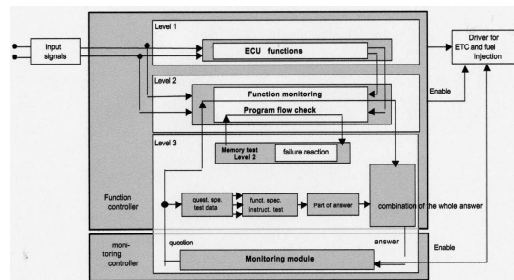 Level 1
Input
signals
ECU functions
Driver for
ETC and fuel
injection
Level 2
Function monitoring
Program flow check
Enable
Level 3
Memory test
Level 2
failure reaction
Function
controller
quest. spe.
test data
funct. spec.
instruct. test
Part of answer
combination of the whole answer
moni-
toring
controller
question
answer
Enable
Monitoring module